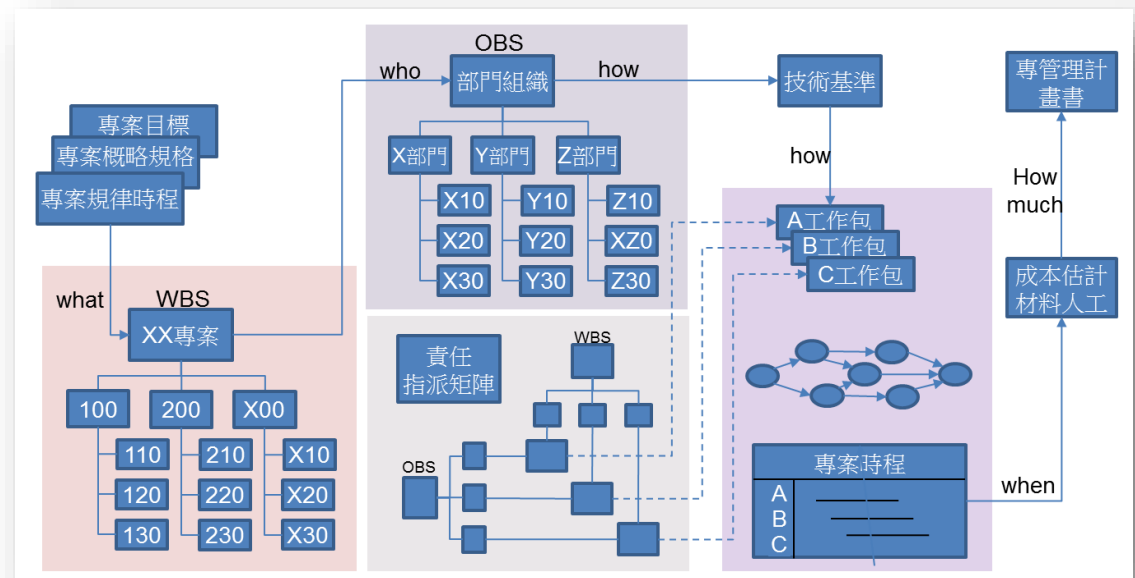 專案目標
專案概略規格
專案規律時程
what
WBS
XX專案
100
200
X00
110
120
130
210
220
230
X10
X20
X30
who
OBS
部門組織
how
X部門
Y部門
Z部門
X10
X20
X30
Y10
Y20
Y30
Z10
XZ0
Z30
責任
指派矩陣
WBS
OBS
技術基準
how
A工作包
B工作包
C工作包
專案時程
A
B
C
when
成本估計
材料人工
How
much
專管理計
畫書